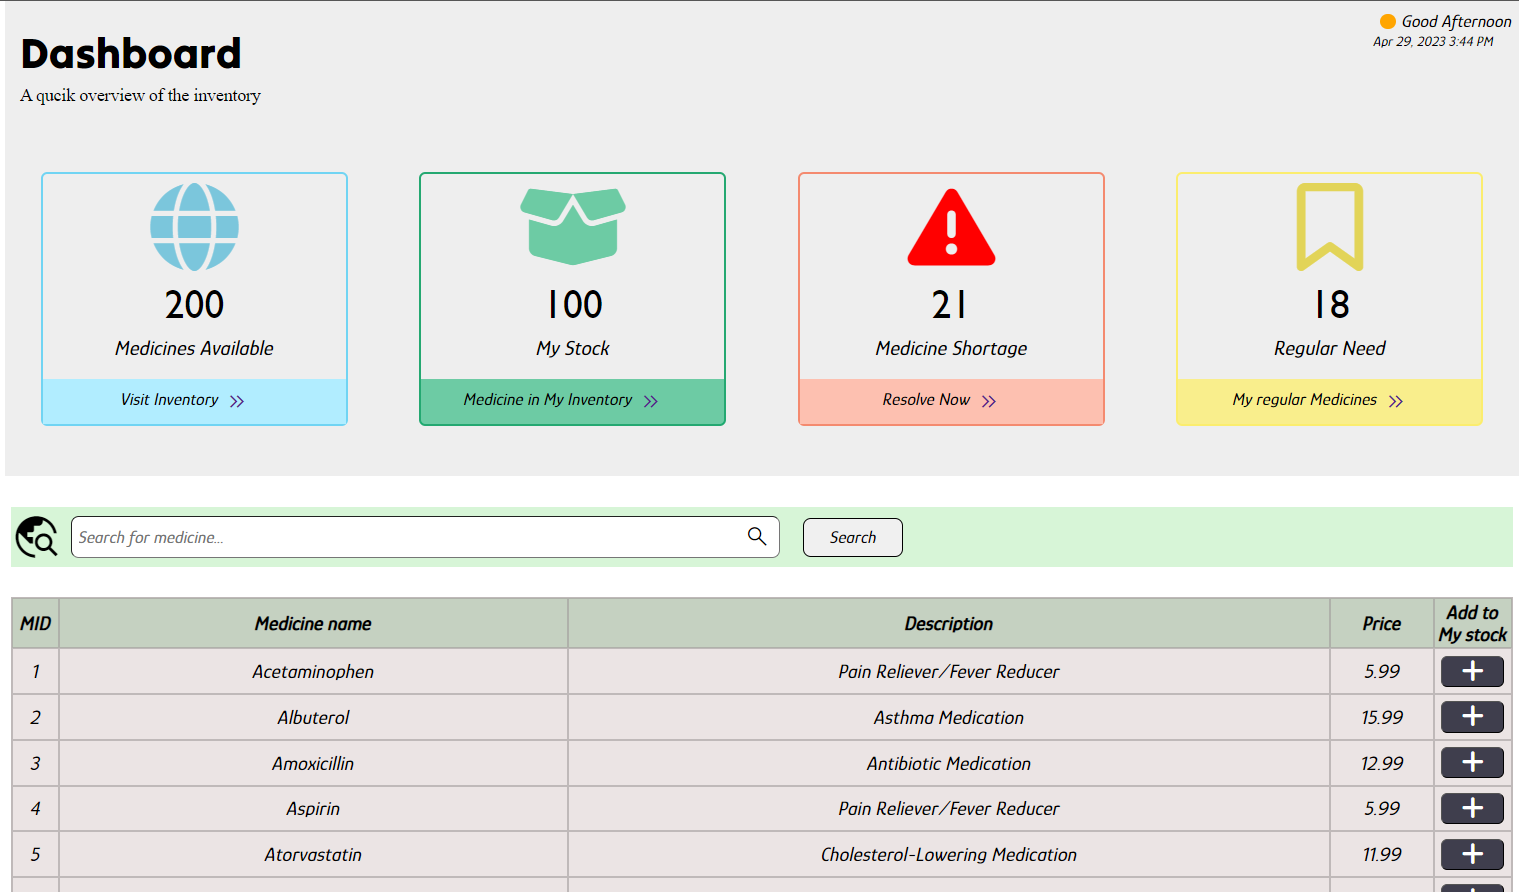 Good Afternoon
Apr 29, 2023 3:44 PM
Dashboard
A qucik overview of the inventory
200
Medicines Available
Visit Inventory
100
My Stock
Medicine in My Inventory
21
Medicine Shortage
Resolve Now
18
Regular Need
My regular Medicines
Search for medicine...
Search
MID Medicine name Description Price Add to My stock
1 Acetaminophen Pain Reliever/Fever Reducer 5.99
2 Albuterol Asthma Medication 15.99
3 Amoxicillin Antibiotic Medication 12.99
4 Aspirin Pain Reliever/Fever Reducer 5.99
5 Atorvastatin Cholesterol-Lowering Medication 11.99